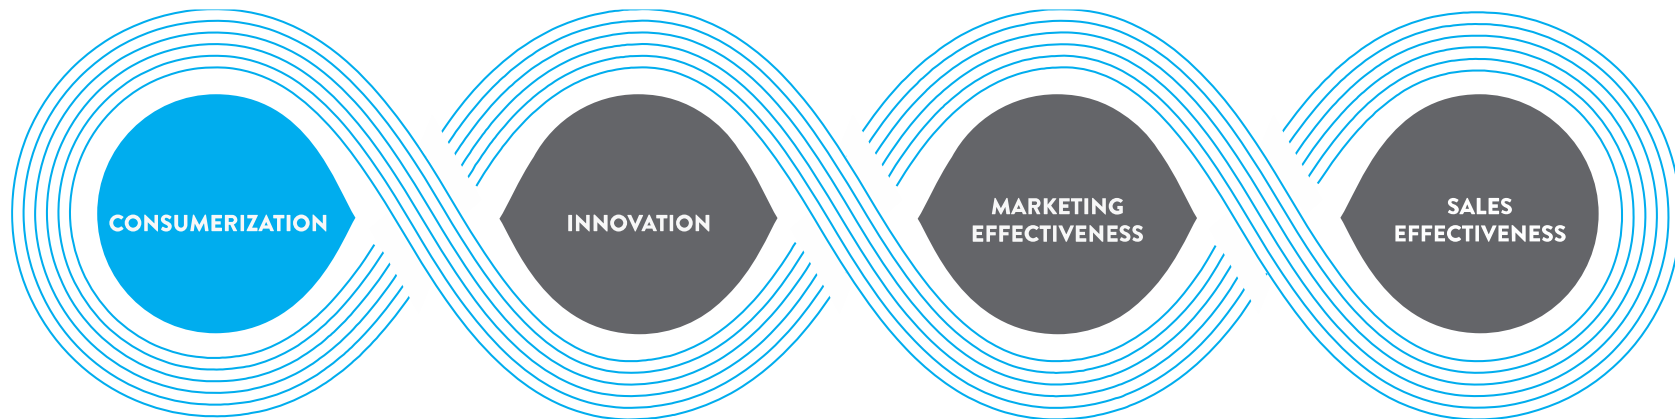 CONSUMERIZATION
INNOVATION
MARKETING
EFFECTIVENESS
SALES
EFFECTIVENESS